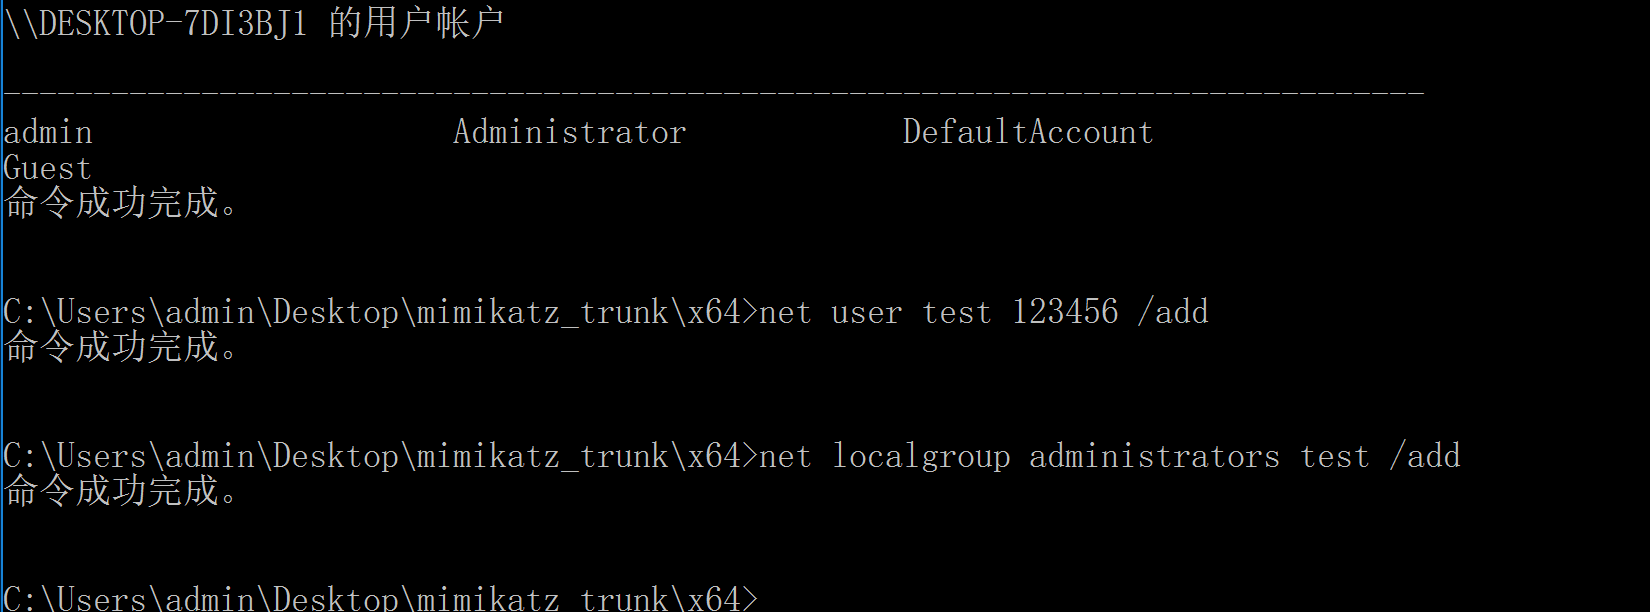 \\DESKTOP-7DI3BJ1 的用户帐户
-------------------------------------------------------------------------------
admin                    Administrator            DefaultAccount
Guest
命令成功完成。
C:\Users\admin\Desktop\mimikatz_trunk\x64>net user test 123456 /add
命令成功完成。
C:\Users\admin\Desktop\mimikatz_trunk\x64>net localgroup administrators test /add
命令成功完成。
C:\Users\admin\Desktop\mimikatz_trunk\x64>